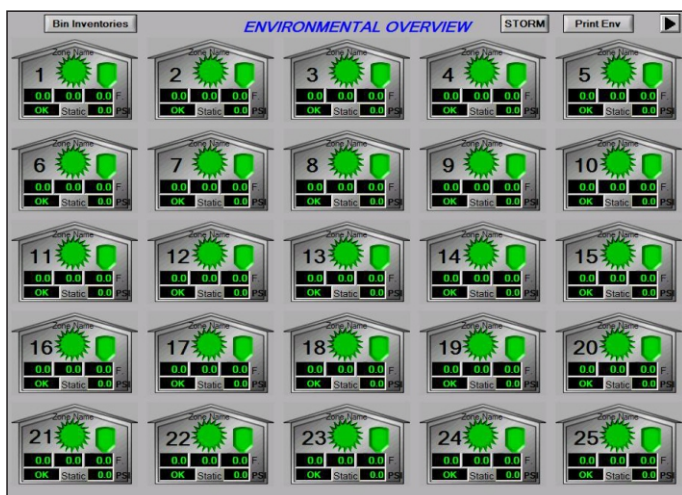 Bin Inventories ENVIRONMENTAL OVERVIEW STORM Print Env
Zone Name Zone Name Zone Name Zone Name Zone Name
1 2 3 4 5
0.0 0.0 0.0 F. 0.0 0.0 0.0 F. 0.0 0.0 0.0 F. 0.0 0.0 0.0 F. 0.0 0.0 0.0 F.
OK Static 0.0 PSI OK Static 0.0 PSI OK Static 0.0 PSI OK Static 0.0 PSI OK Static 0.0 PSI
Zone Name Zone Name Zone Name Zone Name Zone Name
6 7 8 9 10
0.0 0.0 0.0 F. 0.0 0.0 0.0 F. 0.0 0.0 0.0 F. 0.0 0.0 0.0 F. 0.0 0.0 0.0 F.
OK Static 0.0 PSI OK Static 0.0 PSI OK Static 0.0 PSI OK Static 0.0 PSI OK Static 0.0 PSI
Zone Name Zone Name Zone Name Zone Name Zone Name
11 12 13 14 15
0.0 0.0 0.0 F. 0.0 0.0 0.0 F. 0.0 0.0 0.0 F. 0.0 0.0 0.0 F. 0.0 0.0 0.0 F.
OK Static 0.0 PSI OK Static 0.0 PSI OK Static 0.0 PSI OK Static 0.0 PSI OK Static 0.0 PSI
Zone Name Zone Name Zone Name Zone Name Zone Name
16 17 18 19 20
0.0 0.0 0.0 F. 0.0 0.0 0.0 F. 0.0 0.0 0.0 F. 0.0 0.0 0.0 F. 0.0 0.0 0.0 F.
OK Static 0.0 PSI OK Static 0.0 PSI OK Static 0.0 PSI OK Static 0.0 PSI OK Static 0.0 PSI
Zone Name Zone Name Zone Name Zone Name Zone Name
21 22 23 24 25
0.0 0.0 0.0 F. 0.0 0.0 0.0 F. 0.0 0.0 0.0 F. 0.0 0.0 0.0 F. 0.0 0.0 0.0 F.
OK Static 0.0 PSI OK Static 0.0 PSI OK Static 0.0 PSI OK Static 0.0 PSI OK Static 0.0 PSI